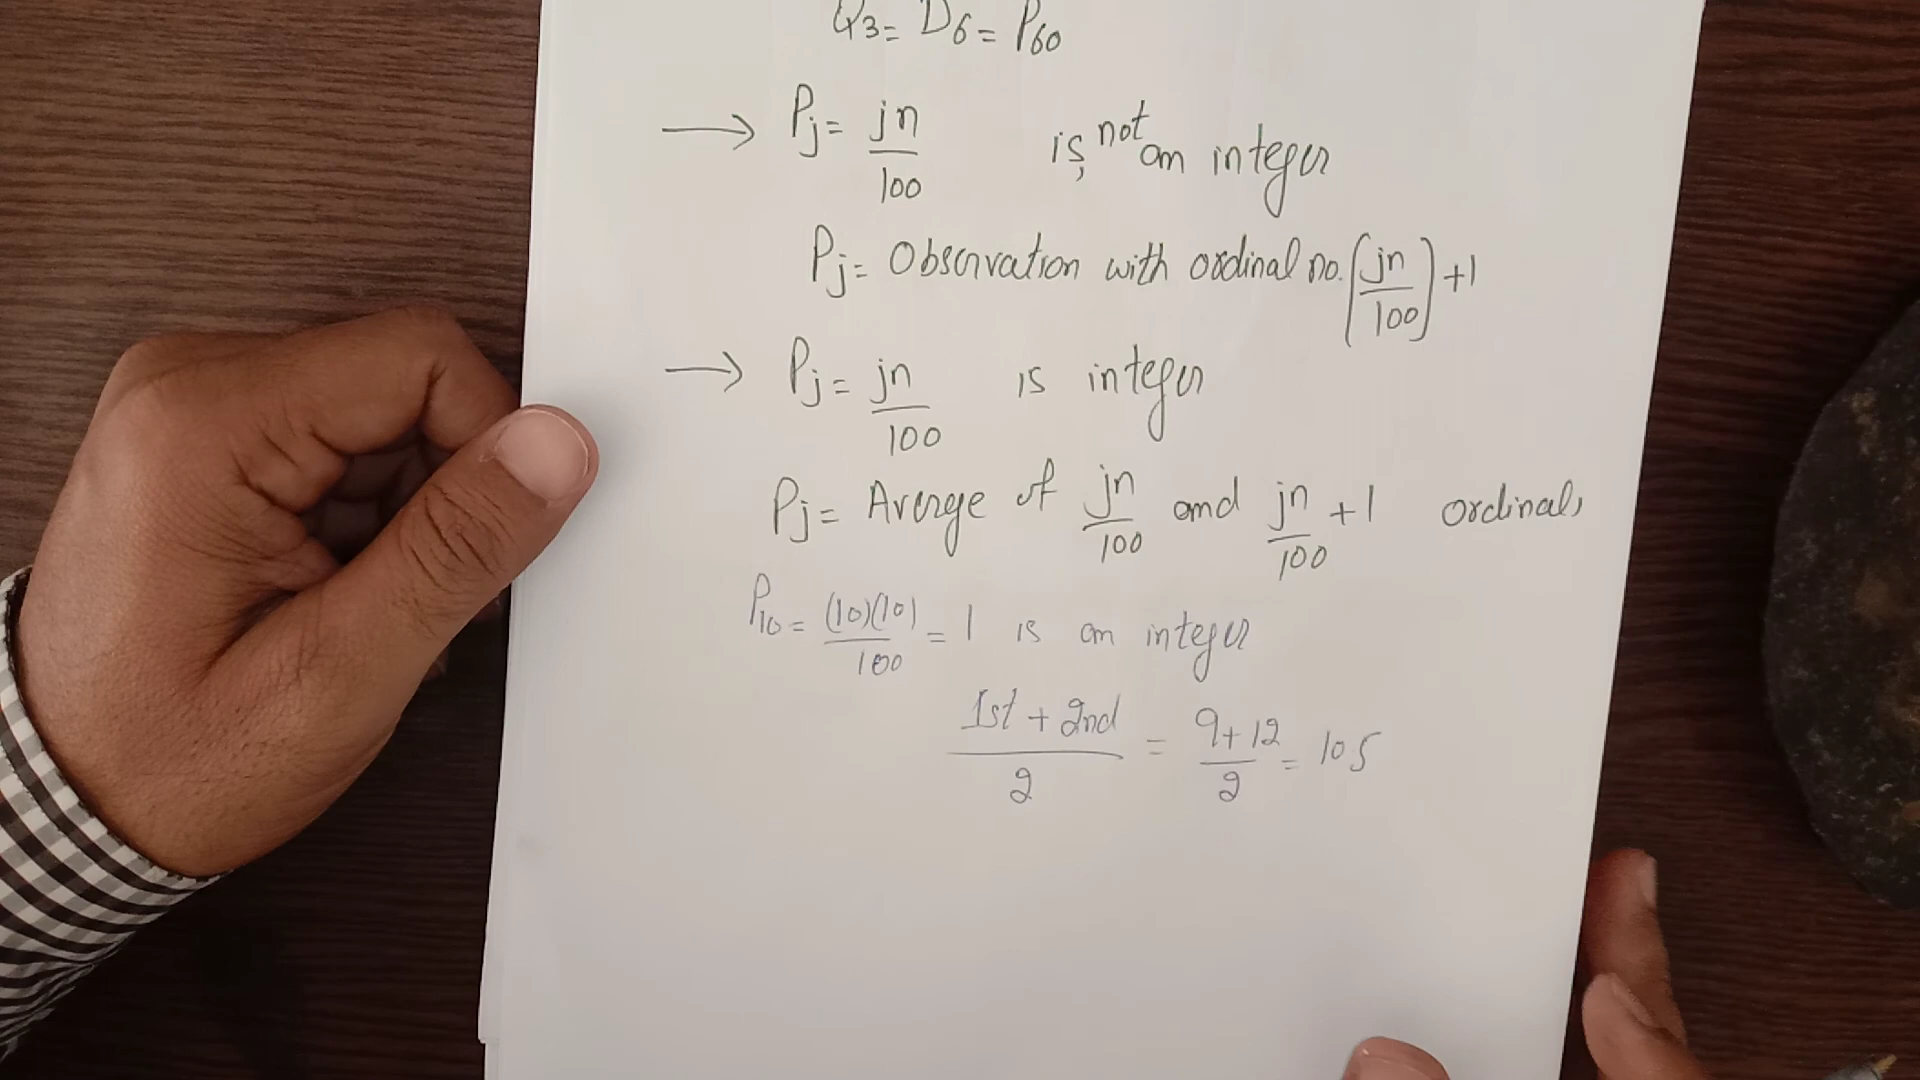 Q3 = D6 = P60
→ Pj = jn/100 is, not an integer
Pj = Observation with ordinal no. [jn/100] + 1
→ Pj = jn/100 is integer
Pj = Averge of jn/100 and jn/100 + 1 ordinals
P10 = (10)(10)/100 = 1 is an integer
1st + 2nd/2 = 9 + 12/2 = 10 5